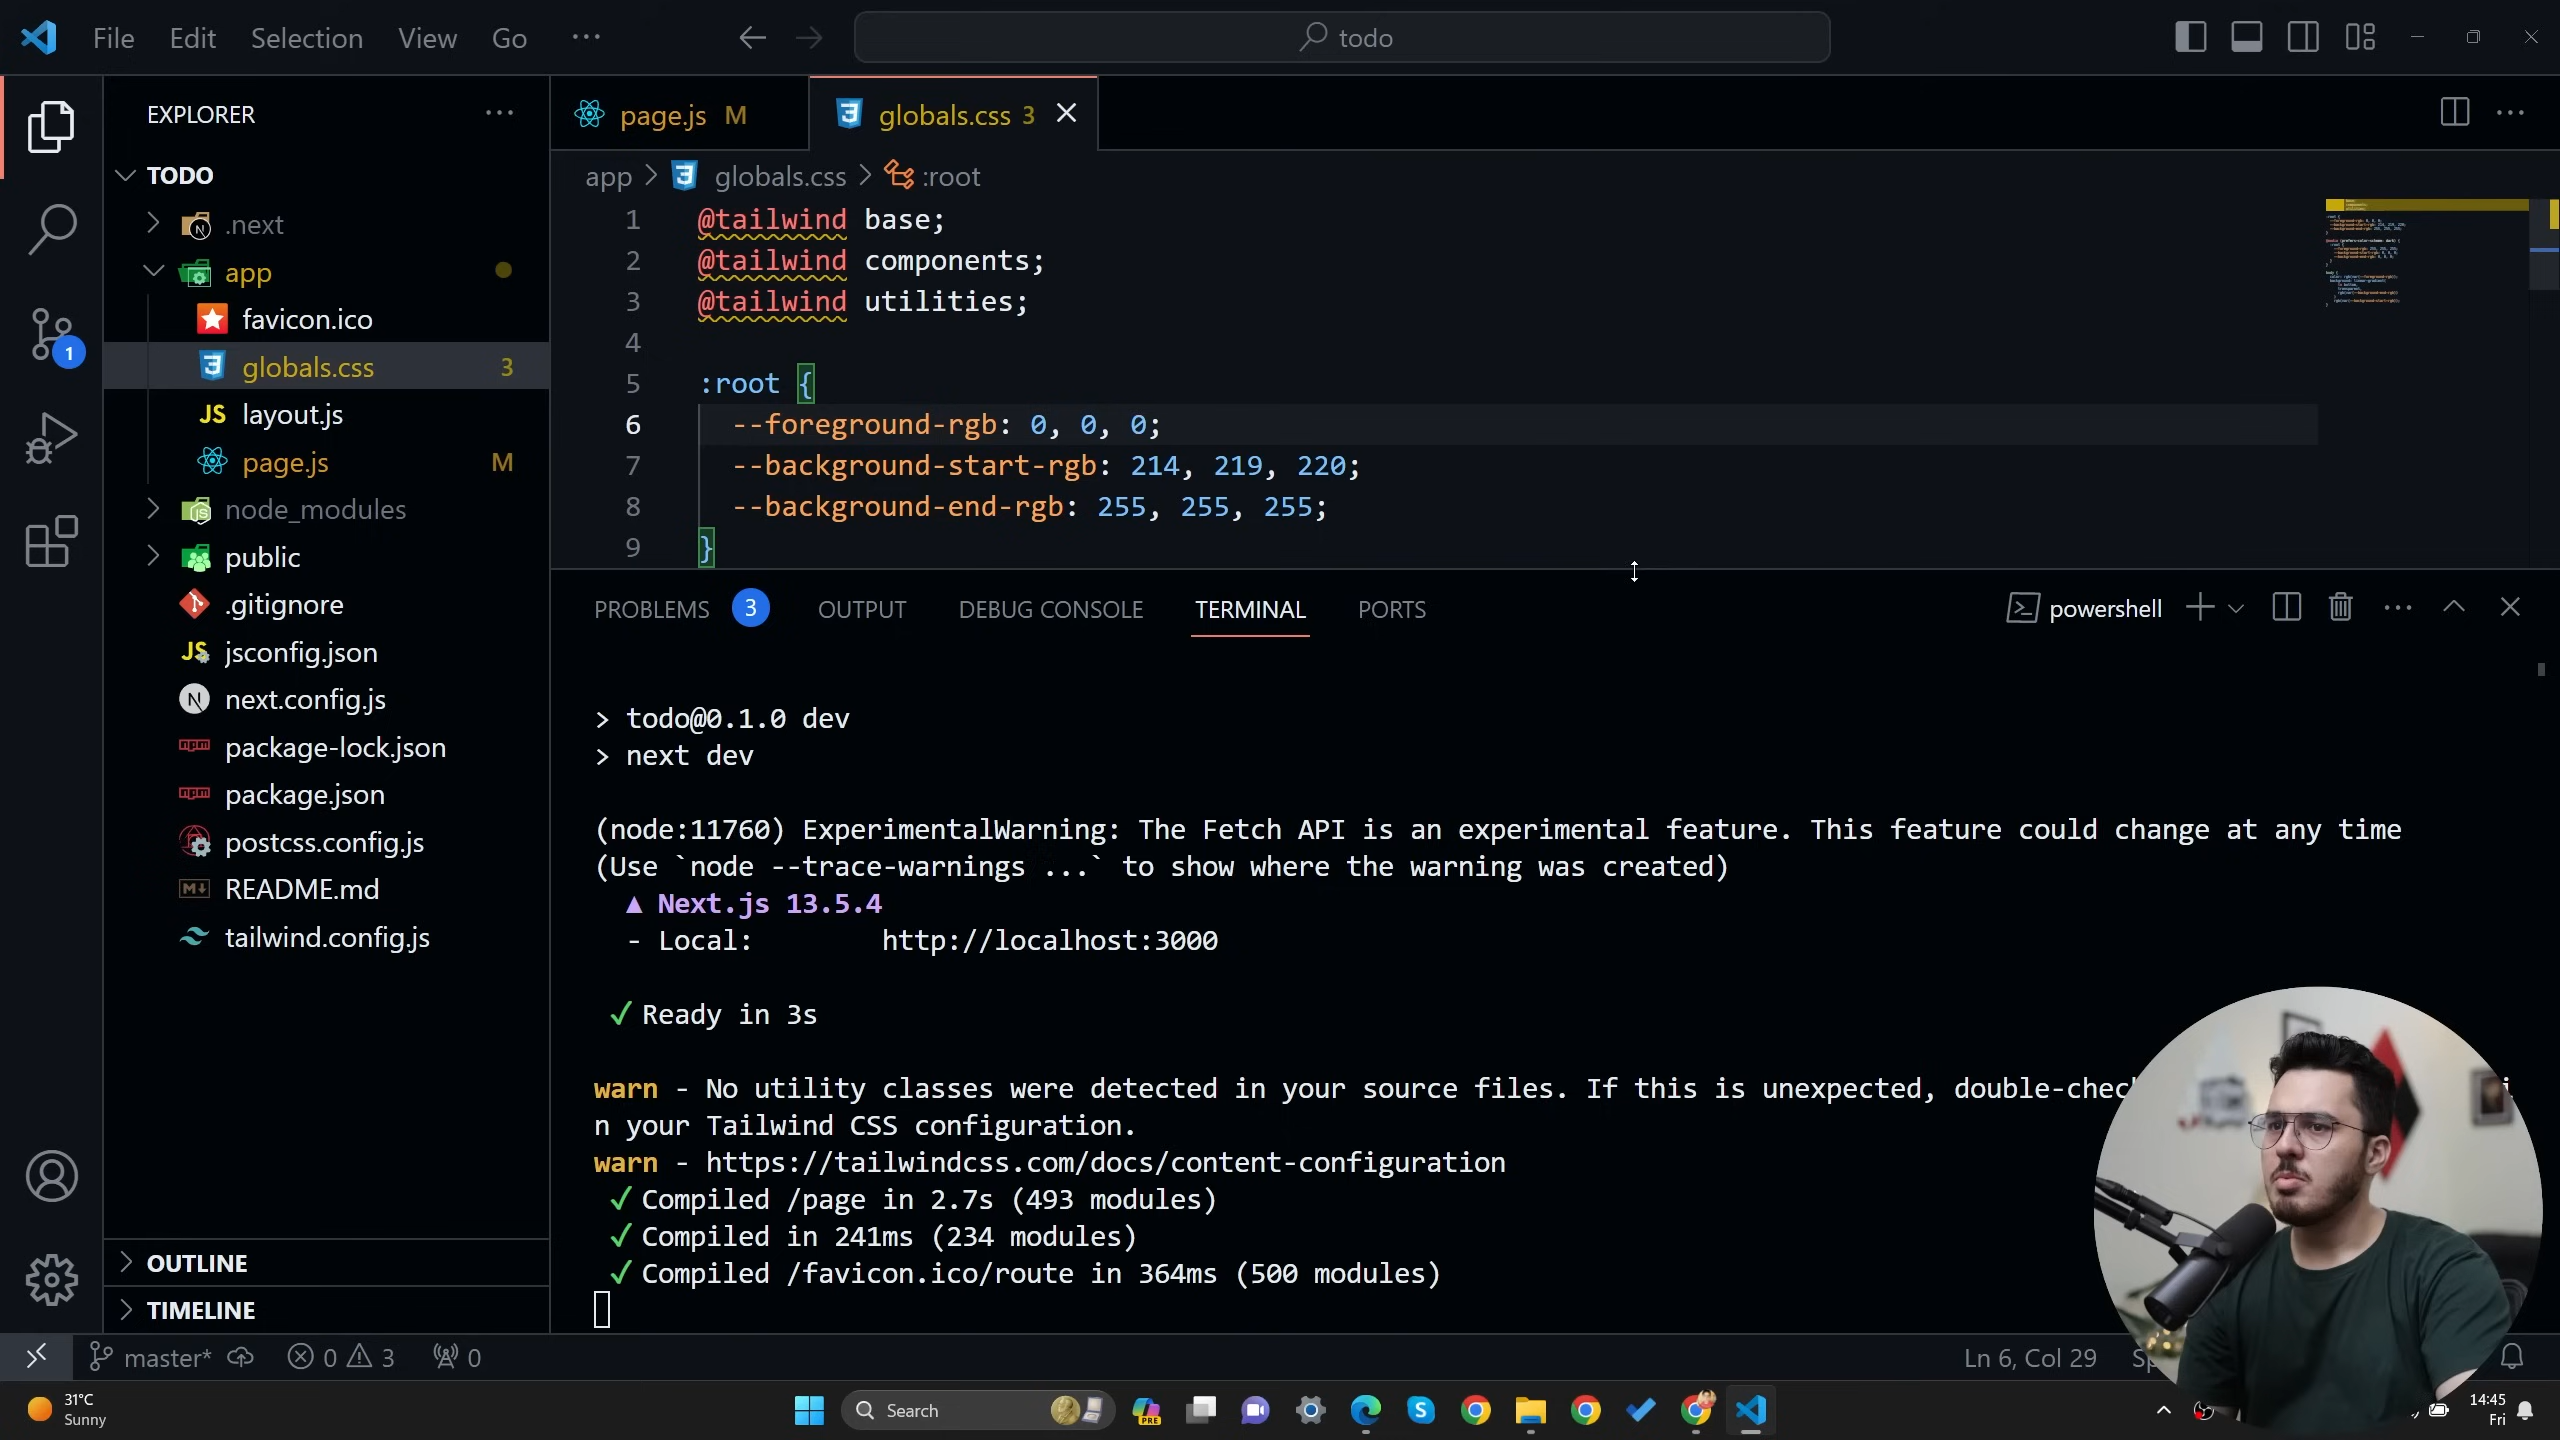 File Edit Selection View Go ···
todo
EXPLORER
TODO
.next
app
favicon.ico
globals.css 3
layout.js
page.js M
node_modules
public
.gitignore
jsconfig.json
next.config.js
package-lock.json
package.json
postcss.config.js
README.md
tailwind.config.js
OUTLINE
TIMELINE
1
page.js M
globals.css 3
app > globals.css > :root
1 @tailwind base;
2 @tailwind components;
3 @tailwind utilities;
4
5 :root {
6 --foreground-rgb: 0, 0, 0;
7 --background-start-rgb: 214, 219, 220;
8 --background-end-rgb: 255, 255, 255;
9 }
PROBLEMS 3 OUTPUT DEBUG CONSOLE TERMINAL PORTS
powershell
> todo@0.1.0 dev
> next dev
(node:11760) ExperimentalWarning: The Fetch API is an experimental feature. This feature could change at any time
(Use `node --trace-warnings ...` to show where the warning was created)
▲ Next.js 13.5.4
- Local: http://localhost:3000
✓ Ready in 3s
warn - No utility classes were detected in your source files. If this is unexpected, double-chec
n your Tailwind CSS configuration.
warn - https://tailwindcss.com/docs/content-configuration
✓ Compiled /page in 2.7s (493 modules)
✓ Compiled in 241ms (234 modules)
✓ Compiled /favicon.ico/route in 364ms (500 modules)
master* 0 3 0
Ln 6, Col 29
31°C
Sunny
Search
PRE
14:45
Fri